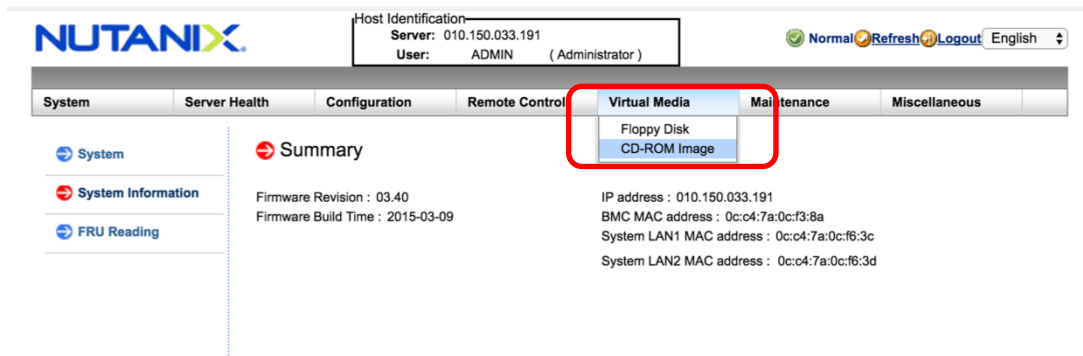 NUTANIX
Host Identification
Server: 010.150.033.191
User: ADMIN ( Administrator )
Normal Refresh Logout English
System Server Health Configuration Remote Control Virtual Media Maintenance Miscellaneous
Floppy Disk
CD-ROM Image
System
System Information
FRU Reading
Summary
Firmware Revision : 03.40
Firmware Build Time : 2015-03-09
IP address : 010.150.033.191
BMC MAC address : 0c:c4:7a:0c:f3:8a
System LAN1 MAC address : 0c:c4:7a:0c:f6:3c
System LAN2 MAC address : 0c:c4:7a:0c:f6:3d